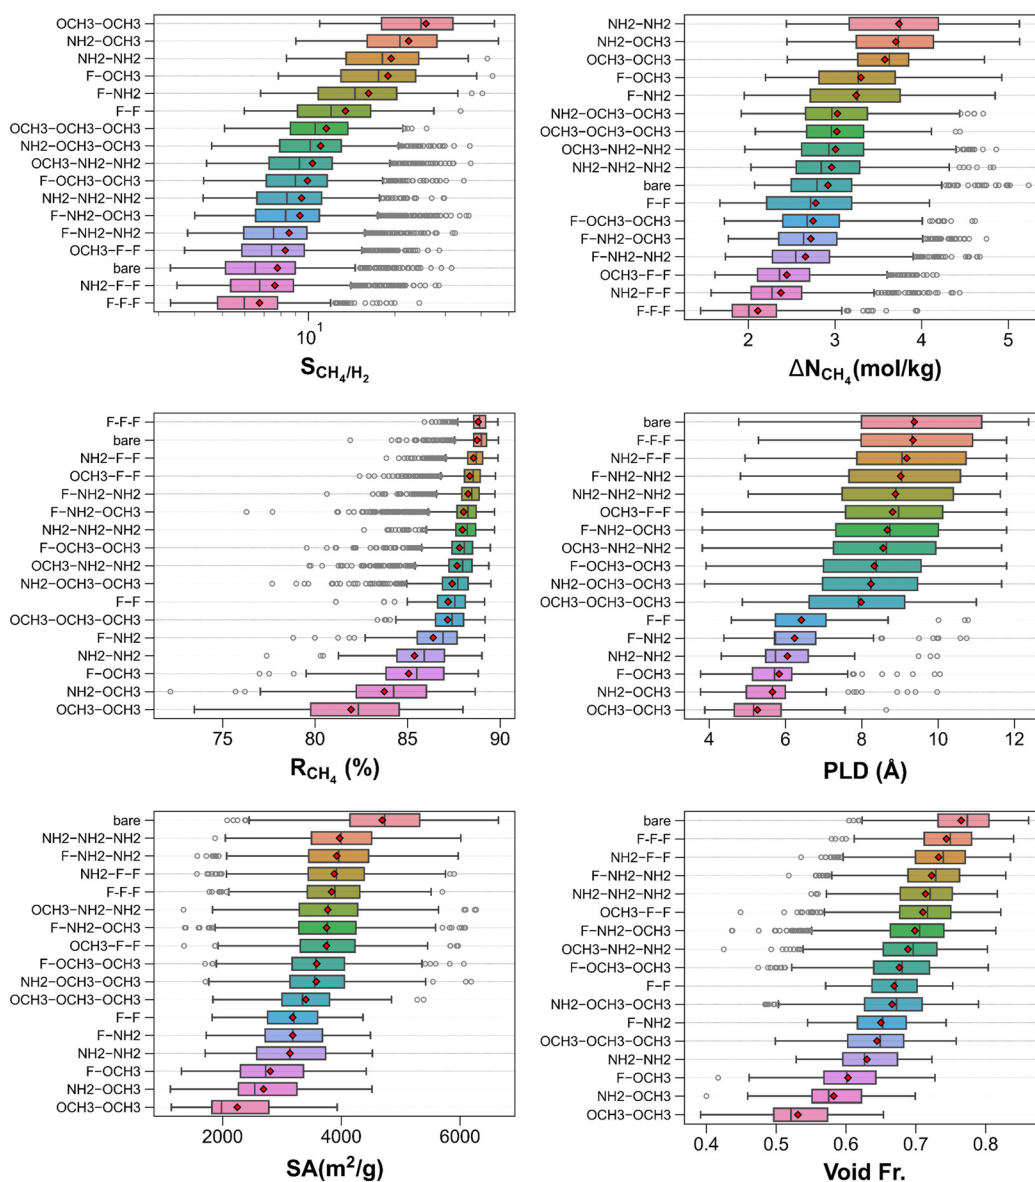 OCH3-OCH3
NH2-OCH3
NH2-NH2
F-OCH3
F-NH2
F-F
OCH3-OCH3-OCH3
NH2-OCH3-OCH3
OCH3-NH2-NH2
F-OCH3-OCH3
NH2-NH2-NH2
F-NH2-OCH3
F-NH2-NH2
OCH3-F-F
bare
NH2-F-F
F-F-F
10¹
S_CH₄/H₂
NH2-NH2
NH2-OCH3
OCH3-OCH3
F-OCH3
F-NH2
NH2-OCH3-OCH3
OCH3-OCH3-OCH3
OCH3-NH2-NH2
NH2-NH2-NH2
bare
F-F
F-OCH3-OCH3
F-NH2-OCH3
F-NH2-NH2
OCH3-F-F
NH2-F-F
F-F-F
2 3 4 5
ΔN_CH₄(mol/kg)
F-F-F
bare
NH2-F-F
OCH3-F-F
F-NH2-NH2
F-NH2-OCH3
NH2-NH2-NH2
F-OCH3-OCH3
OCH3-NH2-NH2
NH2-OCH3-OCH3
F-F
OCH3-OCH3-OCH3
F-NH2
NH2-NH2
F-OCH3
NH2-OCH3
OCH3-OCH3
75 80 85 90
R_CH₄ (%)
bare
F-F-F
NH2-F-F
F-NH2-NH2
NH2-NH2-NH2
OCH3-F-F
F-NH2-OCH3
OCH3-NH2-NH2
F-OCH3-OCH3
NH2-OCH3-OCH3
OCH3-OCH3-OCH3
F-F
F-NH2
NH2-NH2
F-OCH3
NH2-OCH3
OCH3-OCH3
4 6 8 10 12
PLD (Å)
bare
NH2-NH2-NH2
F-NH2-NH2
NH2-F-F
F-F-F
OCH3-NH2-NH2
F-NH2-OCH3
OCH3-F-F
F-OCH3-OCH3
NH2-OCH3-OCH3
OCH3-OCH3-OCH3
F-F
F-NH2
NH2-NH2
F-OCH3
NH2-OCH3
OCH3-OCH3
2000 4000 6000
SA(m²/g)
bare
F-F-F
NH2-F-F
F-NH2-NH2
NH2-NH2-NH2
OCH3-F-F
F-NH2-OCH3
OCH3-NH2-NH2
F-OCH3-OCH3
F-F
NH2-OCH3-OCH3
F-NH2
OCH3-OCH3-OCH3
NH2-NH2
F-OCH3
NH2-OCH3
OCH3-OCH3
0.4 0.5 0.6 0.7 0.8
Void Fr.